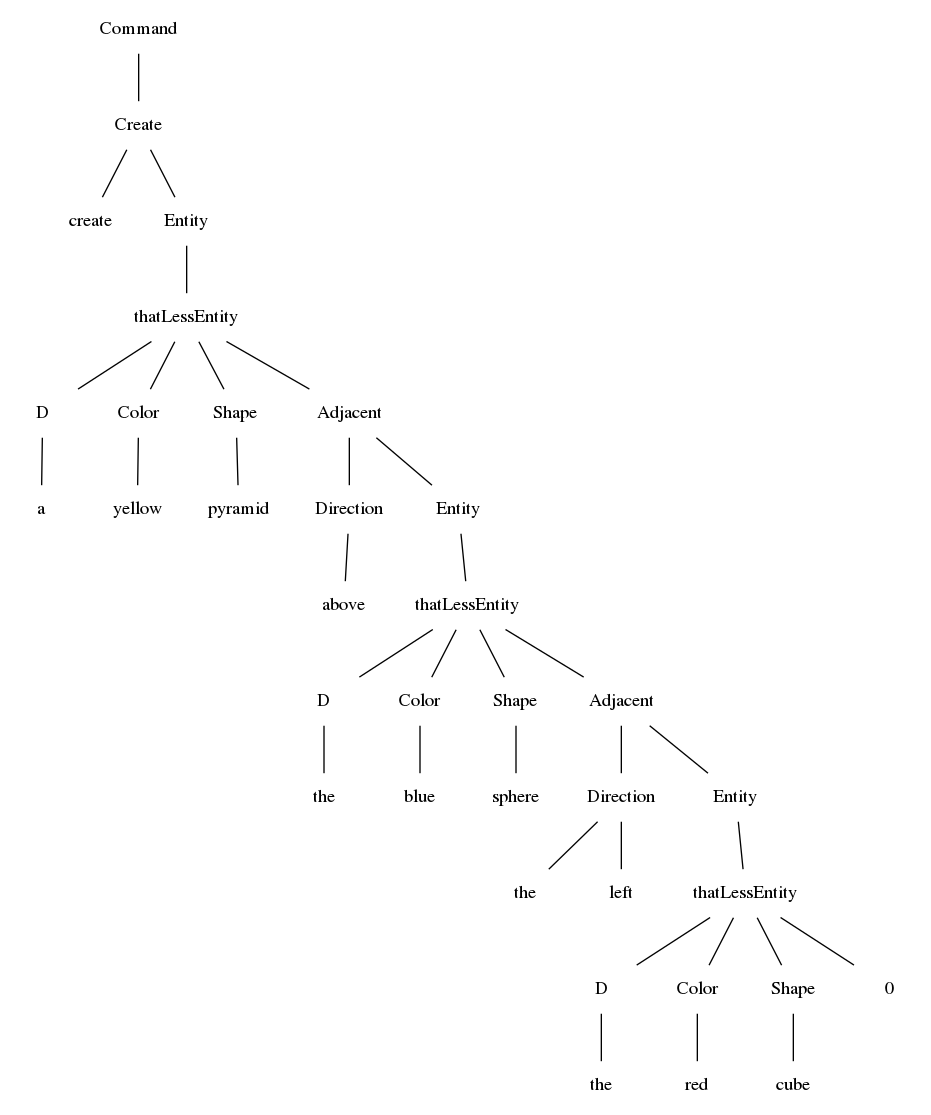 Command
Create
create Entity
thatLessEntity
D Color Shape Adjacent
a yellow pyramid Direction Entity
above thatLessEntity
D Color Shape Adjacent
the blue sphere Direction Entity
the left thatLessEntity
D Color Shape 0
the red cube